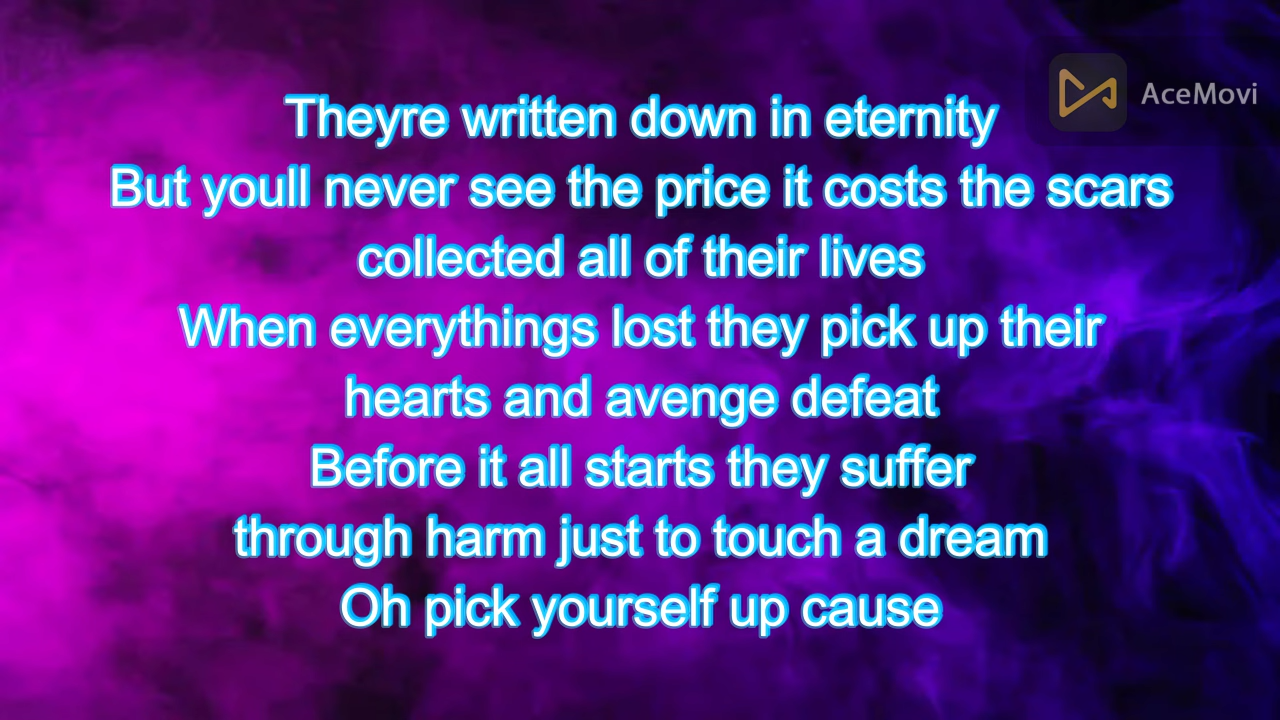 AceMovi
Theyre written down in eternity
But youll never see the price it costs the scars
collected all of their lives
When everythings lost they pick up their
hearts and avenge defeat
Before it all starts they suffer
through harm just to touch a dream
Oh pick yourself up cause